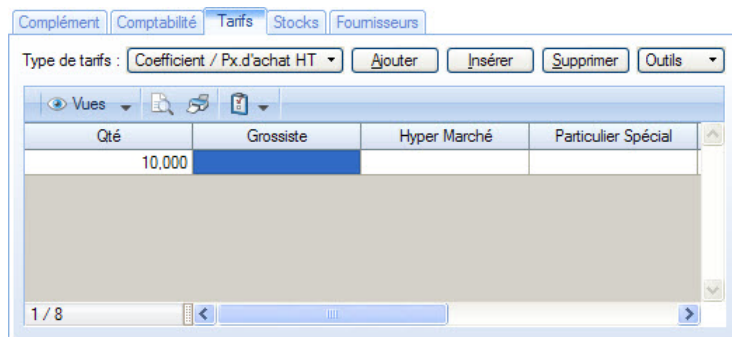 Complément Comptabilité Tarifs Stocks Fournisseurs
Type de tarifs : Coefficient / Px.d'achat HT Ajouter Insérer Supprimer Outils
Vues
Qté Grossiste Hyper Marché Particulier Spécial
10,000
1 / 8